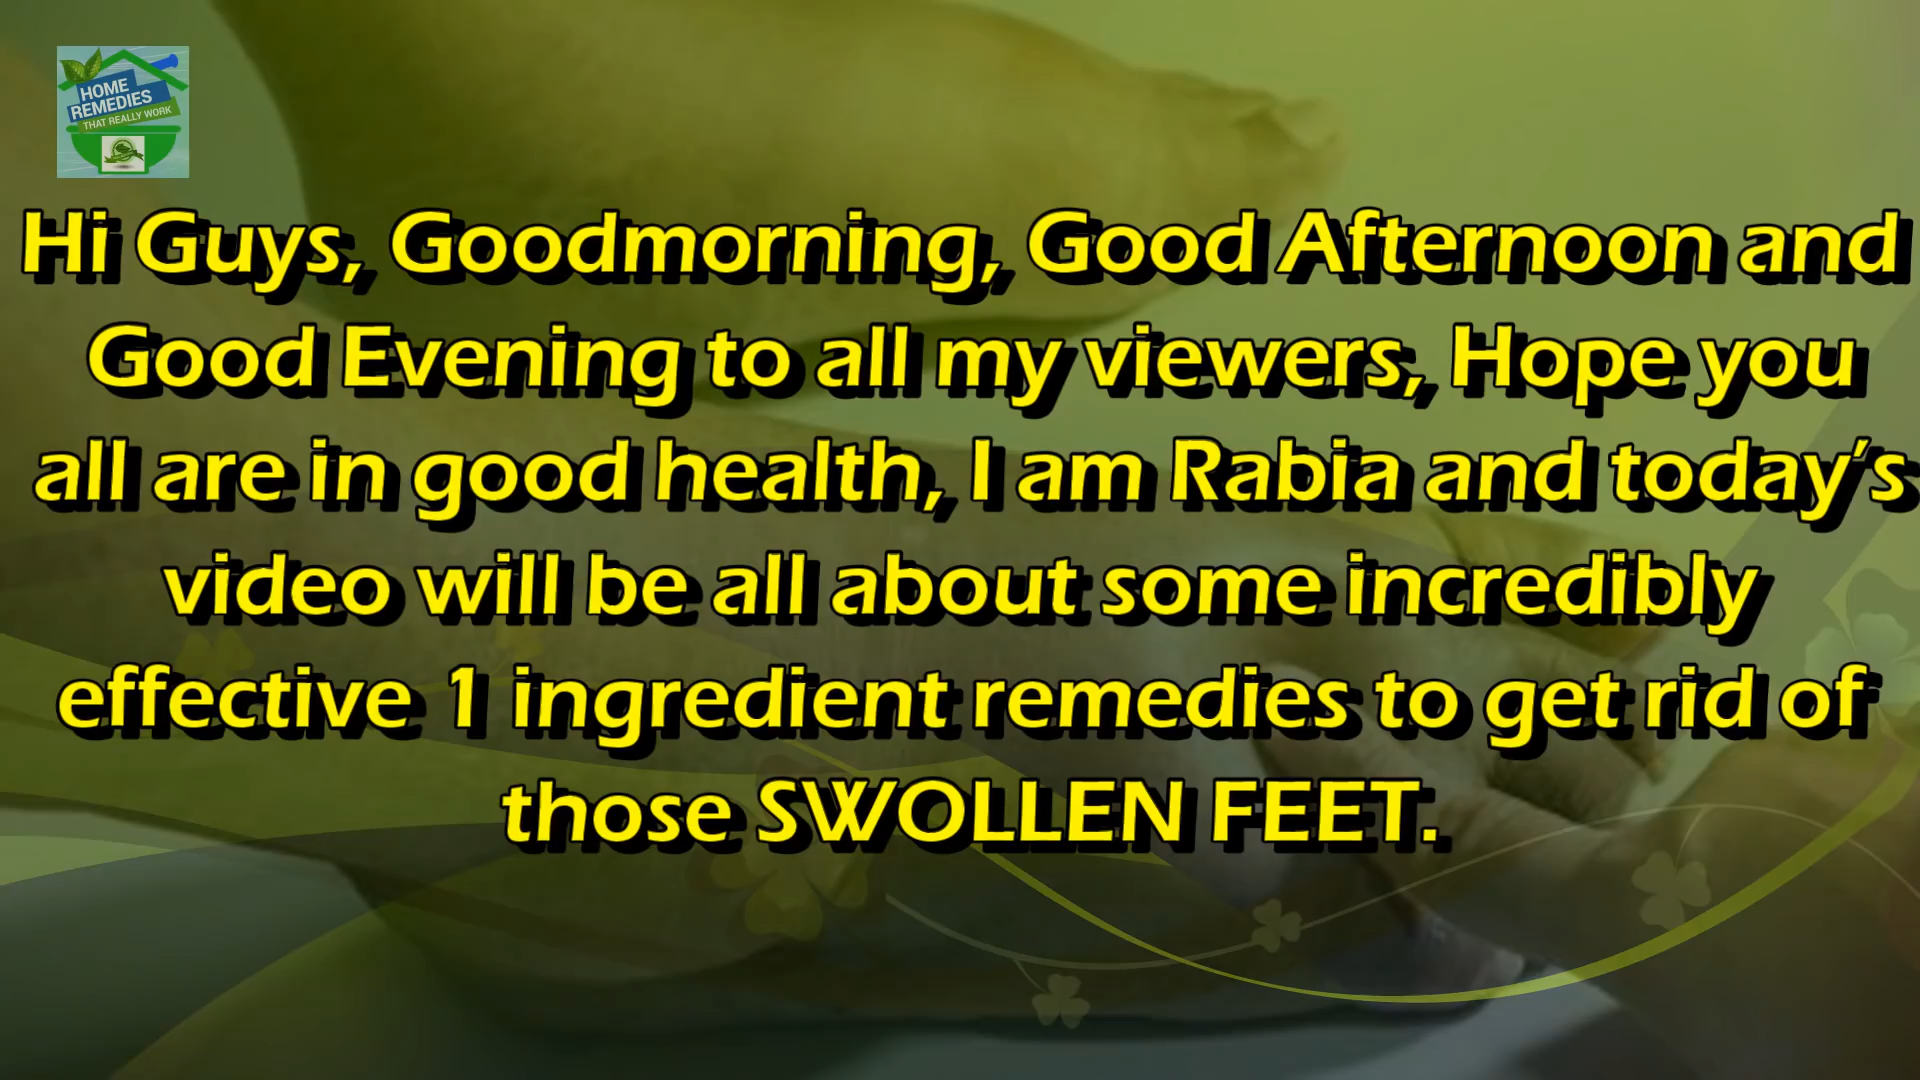 HOME
REMEDIES
THAT REALLY WORK
Hi Guys, Goodmorning, Good Afternoon and
Good Evening to all my viewers, Hope you
all are in good health, I am Rabia and today's
video will be all about some incredibly
effective 1 ingredient remedies to get rid of
those SWOLLEN FEET.